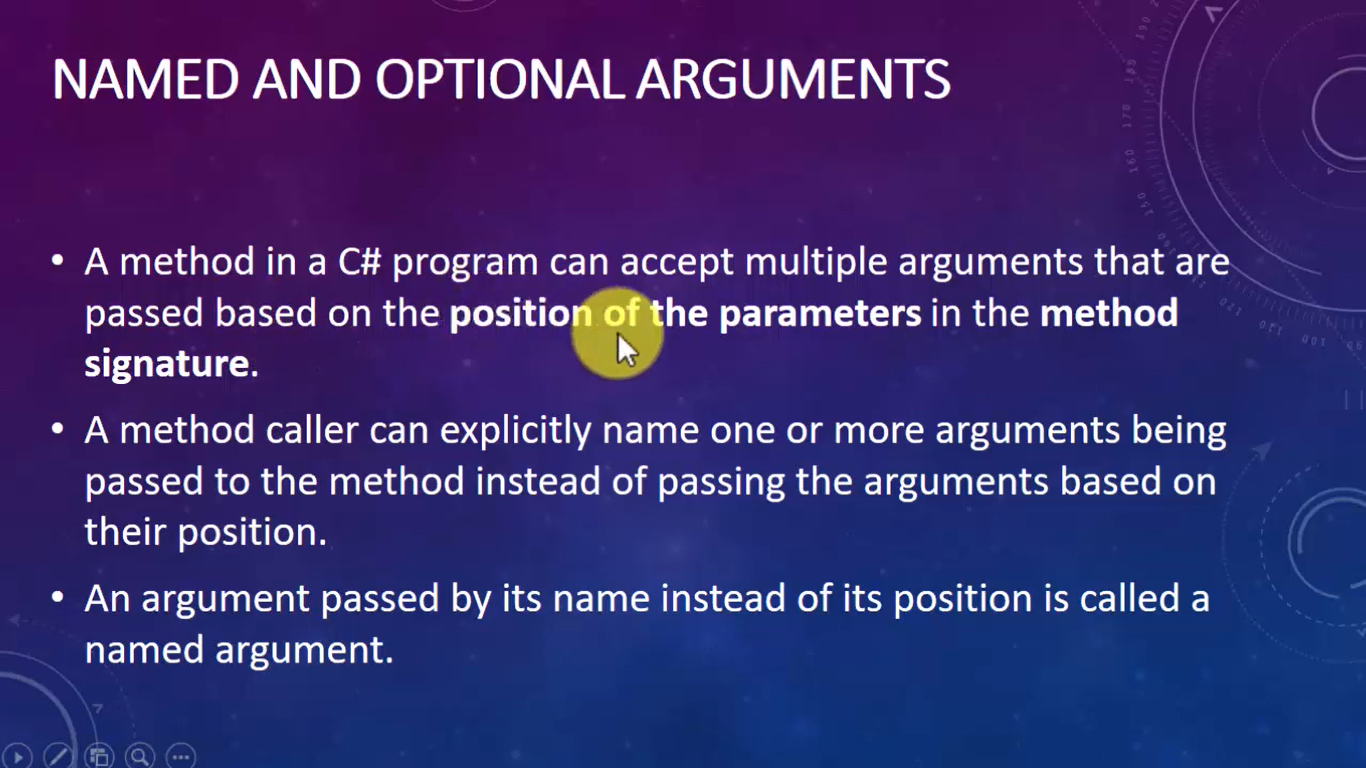 NAMED AND OPTIONAL ARGUMENTS
• A method in a C# program can accept multiple arguments that are
passed based on the position of the parameters in the method
signature.
• A method caller can explicitly name one or more arguments being
passed to the method instead of passing the arguments based on
their position.
• An argument passed by its name instead of its position is called a
named argument.